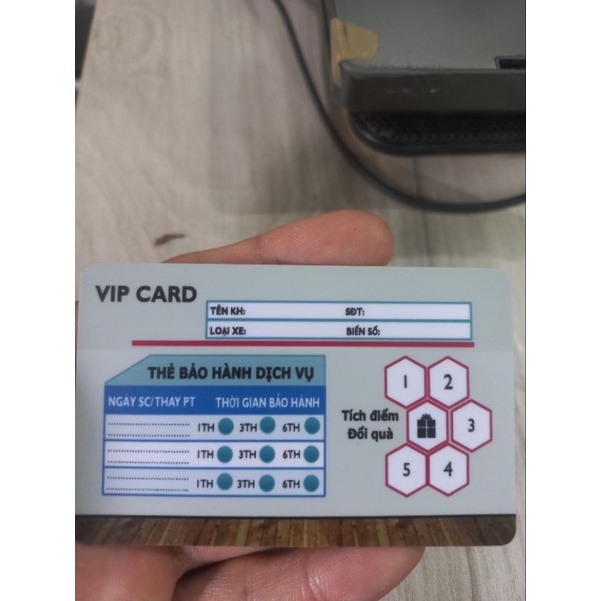 VIP CARD
TÊN KH: SĐT:
LOẠI XE: BIỂN SỐ:
THẺ BẢO HÀNH DỊCH VỤ
NGÀY SC/THAY PT THỜI GIAN BẢO HÀNH
1TH 3TH 6TH
1TH 3TH 6TH
1TH 3TH 6TH
Tích điểm
Đổi quà
1 2
3
5 4